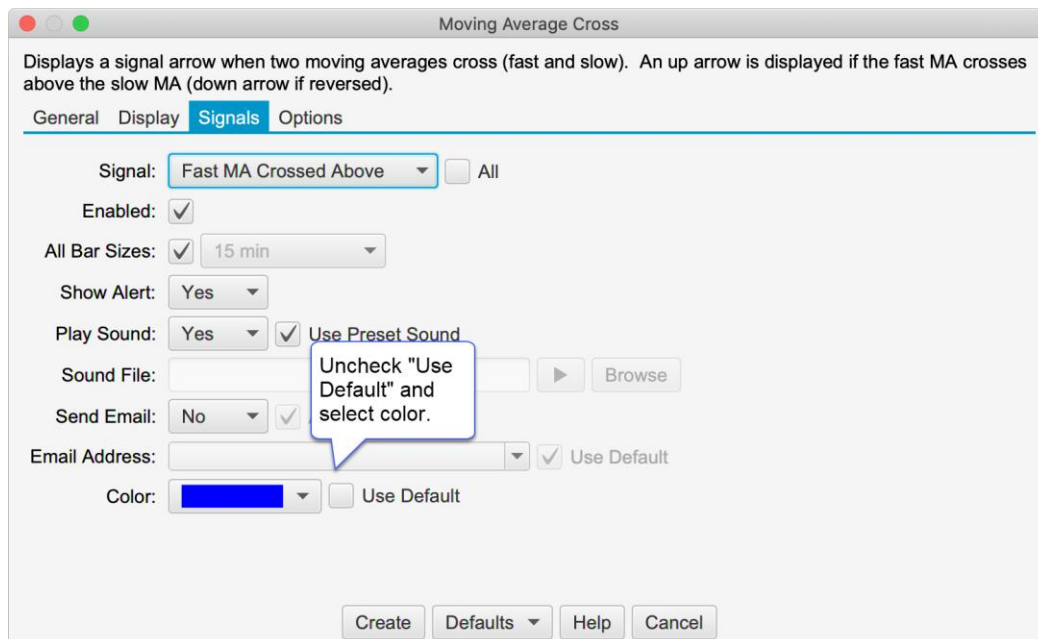 Moving Average Cross
Displays a signal arrow when two moving averages cross (fast and slow). An up arrow is displayed if the fast MA crosses
above the slow MA (down arrow if reversed).
General Display Signals Options
Signal: Fast MA Crossed Above All
Enabled:
All Bar Sizes: 15 min
Show Alert: Yes
Play Sound: Yes Use Preset Sound
Uncheck "Use
Default" and
select color.
Sound File: Browse
Send Email: No
Email Address: Use Default
Color: Use Default
Create Defaults Help Cancel